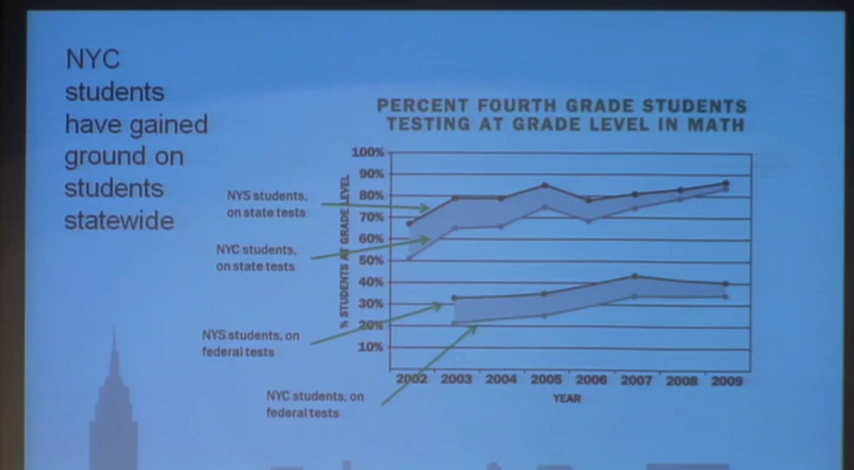 NYC
students
have gained
ground on
students
statewide
PERCENT FOURTH GRADE STUDENTS
TESTING AT GRADE LEVEL IN MATH
% STUDENTS AT GRADE LEVEL
100%
90%
80%
70%
60%
50%
40%
30%
20%
10%
NYS students,
on state tests
NYC students,
on state tests
NYS students, on
federal tests
NYC students, on
federal tests
2002 2003 2004 2005 2006 2007 2008 2009
YEAR